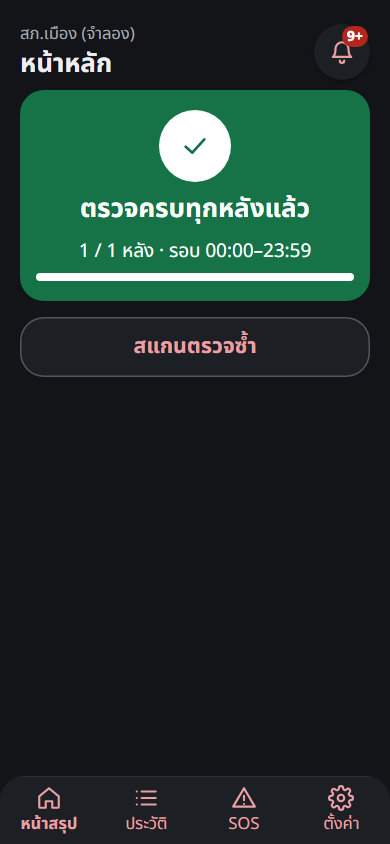 สภ.เมือง (จำลอง)
หน้าหลัก
9+
ตรวจครบทุกหลังแล้ว
1 / 1 หลัง · รอบ 00:00–23:59
สแกนตรวจซ้ำ
หน้าสรุป
ประวัติ
SOS
ตั้งค่า